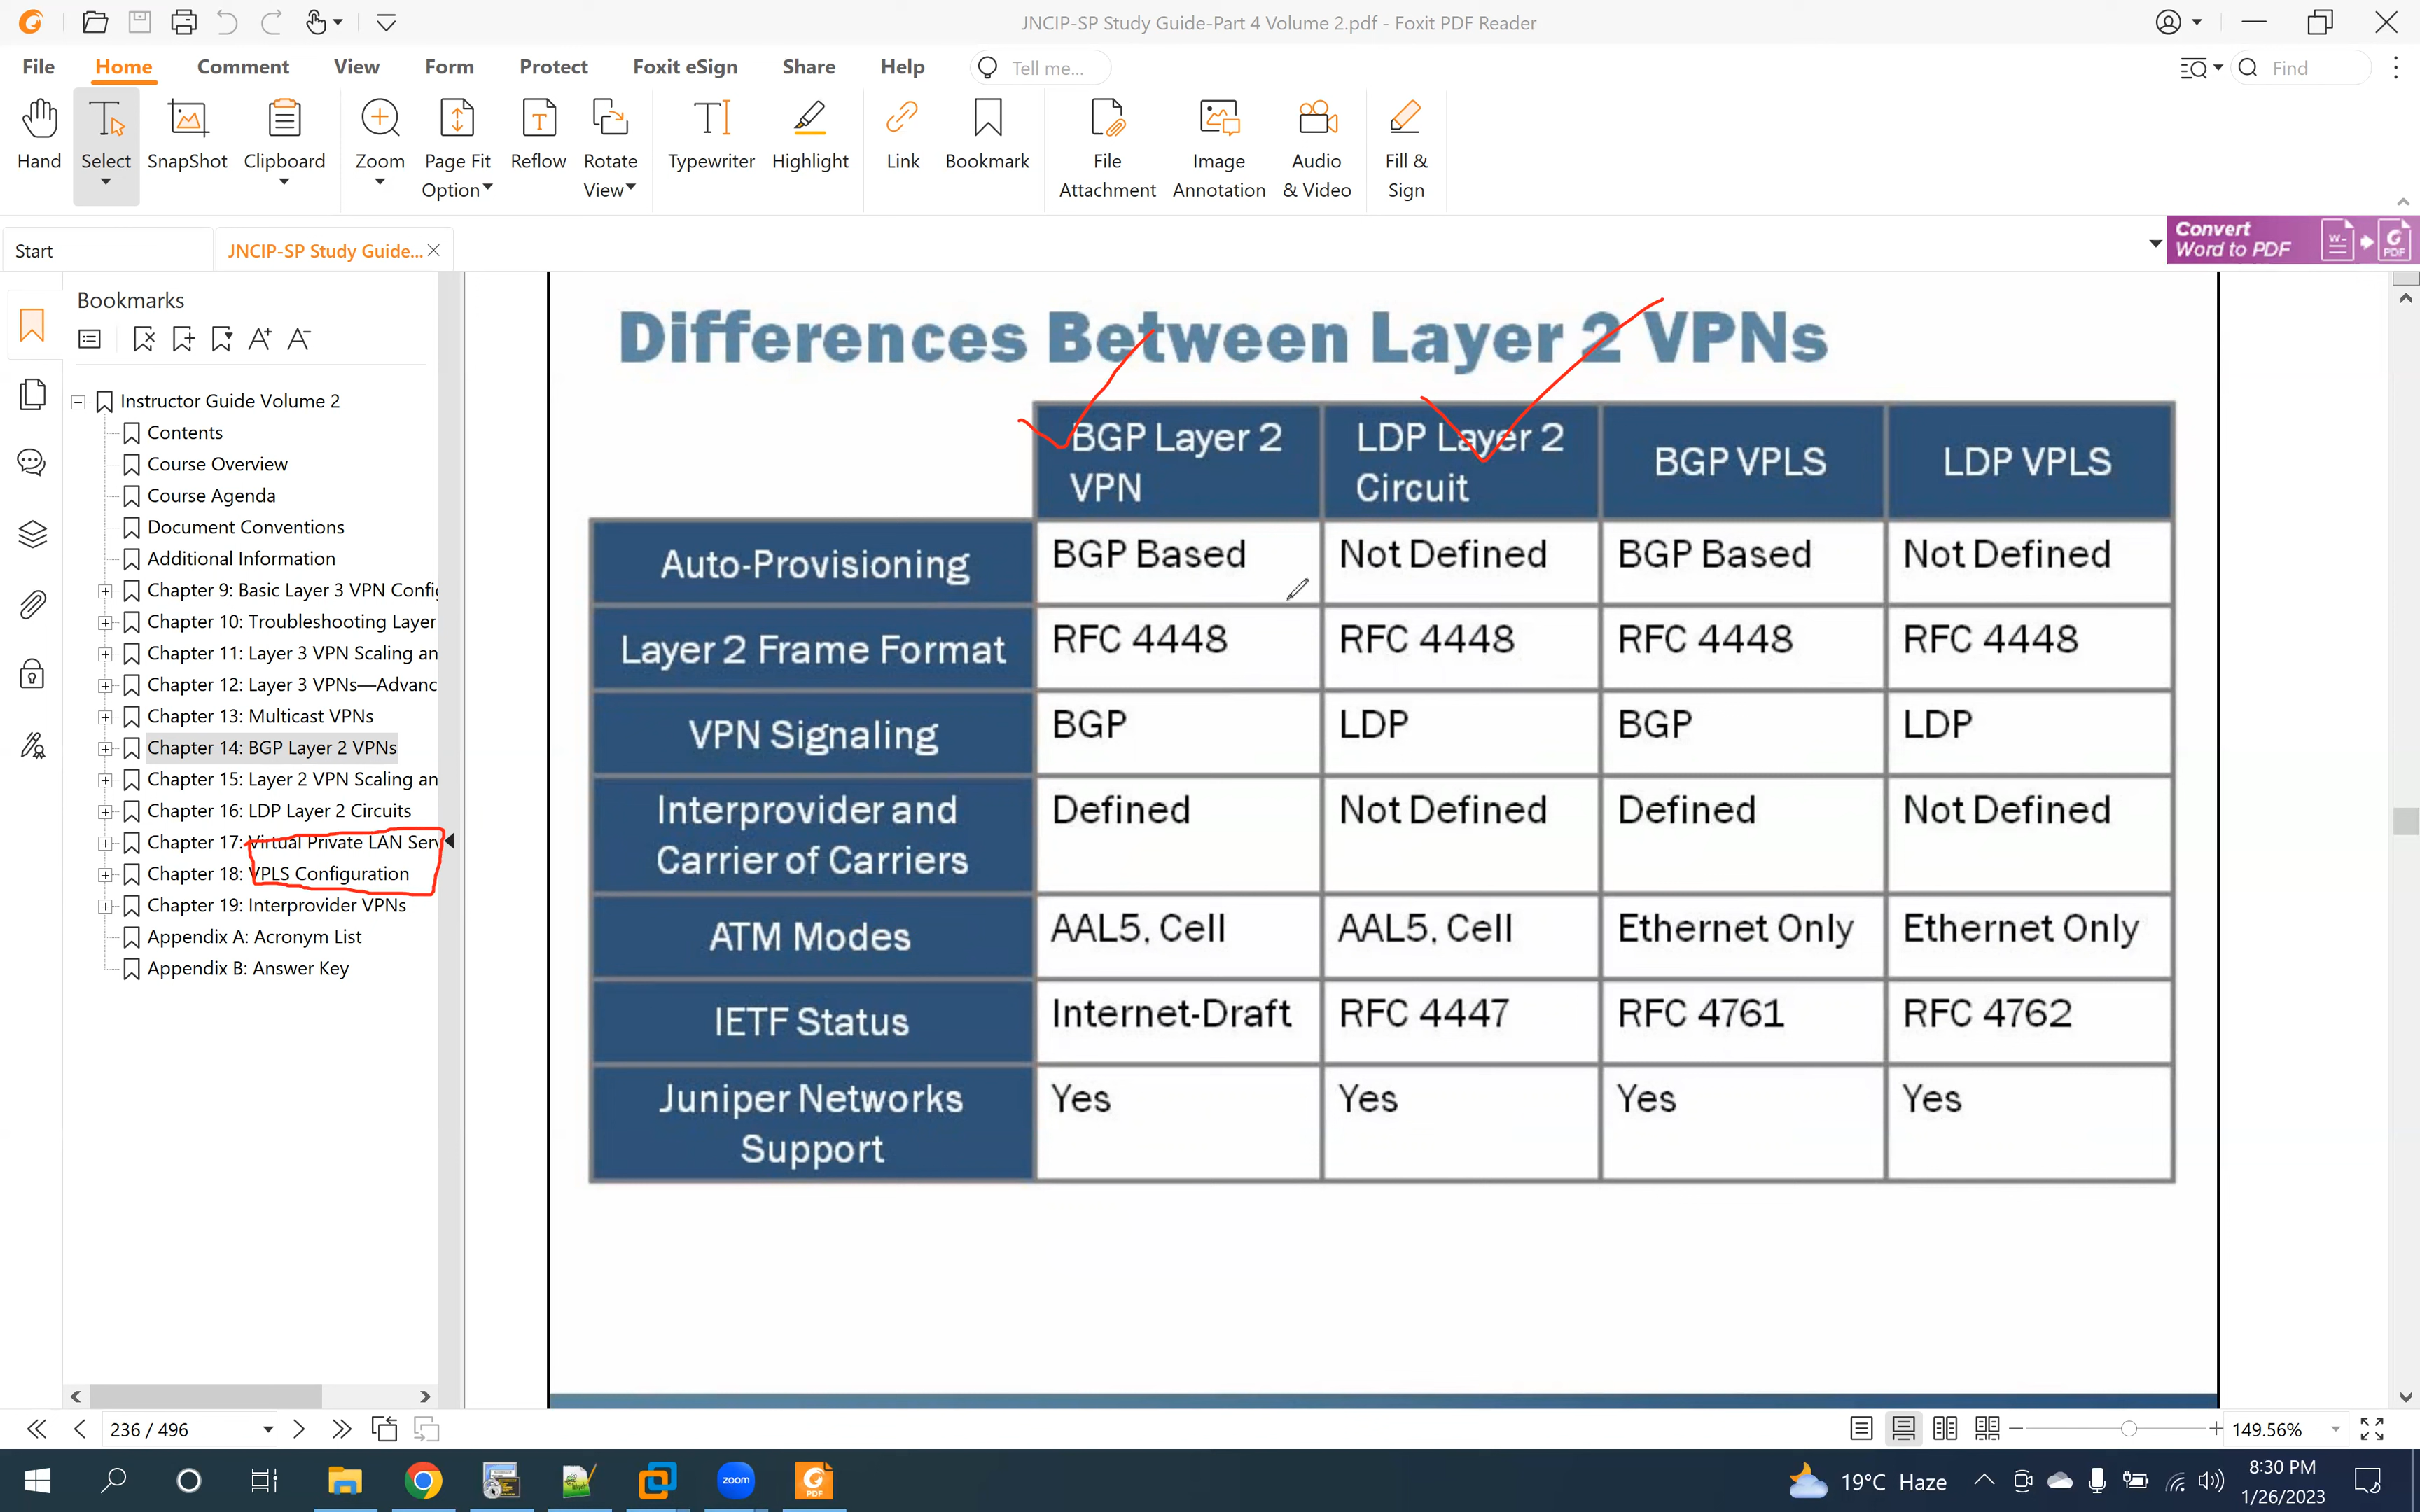 JNCIP-SP Study Guide-Part 4 Volume 2.pdf - Foxit PDF Reader
File Home Comment View Form Protect Foxit eSign Share Help Tell me... Find
Hand Select SnapShot Clipboard Zoom Page Fit Option Reflow Rotate View Typewriter Highlight Link Bookmark File Attachment Image Annotation Audio & Video Fill & Sign
Start JNCIP-SP Study Guide... Convert Word to PDF
Bookmarks
Instructor Guide Volume 2
Contents
Course Overview
Course Agenda
Document Conventions
Additional Information
Chapter 9: Basic Layer 3 VPN Confi
Chapter 10: Troubleshooting Layer
Chapter 11: Layer 3 VPN Scaling an
Chapter 12: Layer 3 VPNs—Advanc
Chapter 13: Multicast VPNs
Chapter 14: BGP Layer 2 VPNs
Chapter 15: Layer 2 VPN Scaling an
Chapter 16: LDP Layer 2 Circuits
Chapter 17: Virtual Private LAN Serv
Chapter 18: VPLS Configuration
Chapter 19: Interprovider VPNs
Appendix A: Acronym List
Appendix B: Answer Key
Differences Between Layer 2 VPNs
BGP Layer 2 VPN LDP Layer 2 Circuit BGP VPLS LDP VPLS
Auto-Provisioning BGP Based Not Defined BGP Based Not Defined
Layer 2 Frame Format RFC 4448 RFC 4448 RFC 4448 RFC 4448
VPN Signaling BGP LDP BGP LDP
Interprovider and Carrier of Carriers Defined Not Defined Defined Not Defined
ATM Modes AAL5, Cell AAL5, Cell Ethernet Only Ethernet Only
IETF Status Internet-Draft RFC 4447 RFC 4761 RFC 4762
Juniper Networks Support Yes Yes Yes Yes
236 / 496
149.56%
zoom
PDF
19°C Haze
8:30 PM
1/26/2023